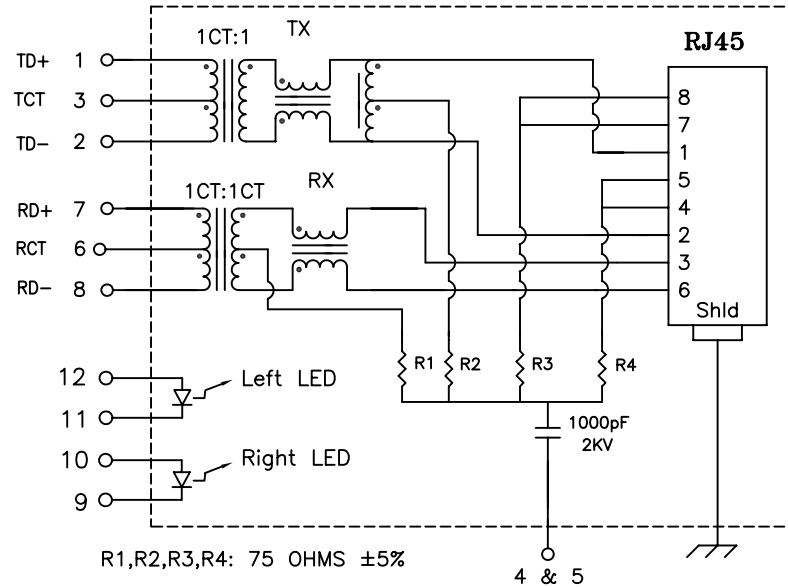 1CT:1
TX
RJ45
TD+ 1
TCT 3
TD- 2
8
7
1
5
4
2
3
6
Shld
1CT:1CT
RX
RD+ 7
RCT 6
RD- 8
R1
R2
R3
R4
12
11
Left LED
10
9
Right LED
1000pF
2KV
R1,R2,R3,R4: 75 OHMS ±5%
4 & 5